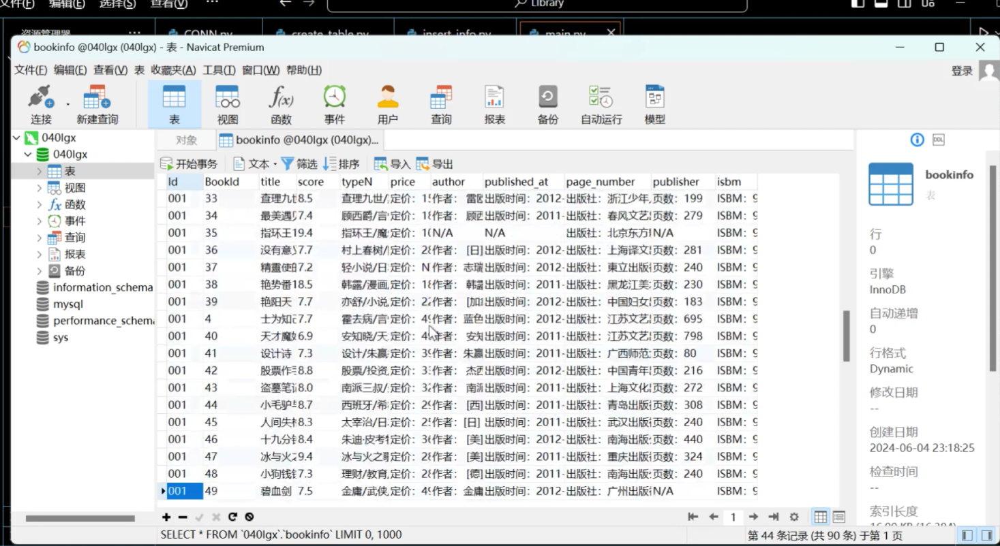 文件(F) 编辑(E) 选择(S) 查看(V) ... Library
资源管理器 ... CONN.py create_table.py insert_info.py main.py
bookinfo @040lgx (040lgx) - 表 - Navicat Premium
文件(F) 编辑(E) 查看(V) 表 收藏夹(A) 工具(T) 窗口(W) 帮助(H) 登录
连接 新建查询 表 视图 函数 事件 用户 查询 报表 备份 自动运行 模型
040lgx
040lgx
表
视图
函数
事件
查询
报表
备份
information_schema
mysql
performance_schema
sys
对象 bookinfo @040lgx (040lgx)...
开始事务 文本 筛选 排序 导入 导出
Id BookId title score typeN price author published_at page_number publisher isbm
001 33 查理九世 8.5 查理九世/ 定价: 1 作者: 雷欧 出版时间: 2012- 出版社: 浙江少年 页数: 199 ISBM: 9
001 34 最美遇见 7.4 顾西爵/言 定价: 1 作者: 顾西 出版时间: 2011- 出版社: 春风文艺 页数: 279 ISBM: 9
001 35 指环王1 9.4 指环王/魔 定价: 1 N/A N/A 出版社: 北京东方 N/A ISBM: 9
001 36 没有意义 7.7 村上春树/ 定价: 2 作者: [日] 出版时间: 2012- 出版社: 上海译文 页数: 281 ISBM: 9
001 37 精靈使的 7.2 轻小说/日 定价: N 作者: 志瑞 出版时间: 2012- 出版社: 東立出版 页数: 240 ISBM: 9
001 38 艳势番1 8.5 韩露/漫画 定价: 1 作者: 韩露 出版时间: 2011- 出版社: 黑龙江美 页数: 230 ISBM: 9
001 39 艳阳天 7.7 亦舒/小说 定价: 2 作者: [加 出版时间: 2012- 出版社: 中国妇女 页数: 183 ISBM: 9
001 4 士为知己 7.7 霍去病/言 定价: 4 作者: 蓝色 出版时间: 2012- 出版社: 江苏文艺 页数: 695 ISBM: 9
001 40 天才魔 6.9 安知晓/天 定价: 4 作者: 安知 出版时间: 2011- 出版社: 江苏文艺 页数: 798 ISBM: 9
001 41 设计诗 7.3 设计/朱赢 定价: 3 作者: 朱赢 出版时间: 2011- 出版社: 广西师范 页数: 80 ISBM: 9
001 42 股票作手 8.8 股票/投资 定价: 3 作者: 杰西 出版时间: 2012- 出版社: 中国青年 页数: 216 ISBM: 9
001 43 盗墓笔记 8.0 南派三叔/ 定价: 3 作者: 南派 出版时间: 2011- 出版社: 上海文化 页数: 272 ISBM: 9
001 44 小毛驴与 8.7 西班牙/希 定价: 2 作者: [西] 出版时间: 2011- 出版社: 青岛出版 页数: 308 ISBM: 9
001 45 人间失格 8.3 太宰治/日 定价: 2 作者: [日] 出版时间: 2011- 出版社: 武汉出版 页数: 240 ISBM: 9
001 46 十九分钟 8.4 朱迪·皮考特 定价: 3 作者: [美] 出版时间: 2012- 出版社: 南海出版 页数: 440 ISBM: 9
001 47 冰与火之 9.4 冰与火之歌 定价: 2 作者: [美] 出版时间: 2011- 出版社: 重庆出版 页数: 324 ISBM: 9
001 48 小狗钱钱 7.3 理财/教育 定价: 2 作者: [德] 出版时间: 2011- 出版社: 南海出版 页数: 240 ISBM: 9
001 49 碧血剑 7.5 金庸/武侠 定价: 4 作者: 金庸 出版时间: 2012- 出版社: 广州出版 N/A ISBM: 9
1
SELECT * FROM `040lgx`.`bookinfo` LIMIT 0, 1000 第 44 条记录 (共 90 条) 于第 1 页
DDL
bookinfo
表
行
0
引擎
InnoDB
自动递增
0
行格式
Dynamic
修改日期
--
创建日期
2024-06-04 23:18:25
检查时间
--
索引长度
16.00 KB (16,384)